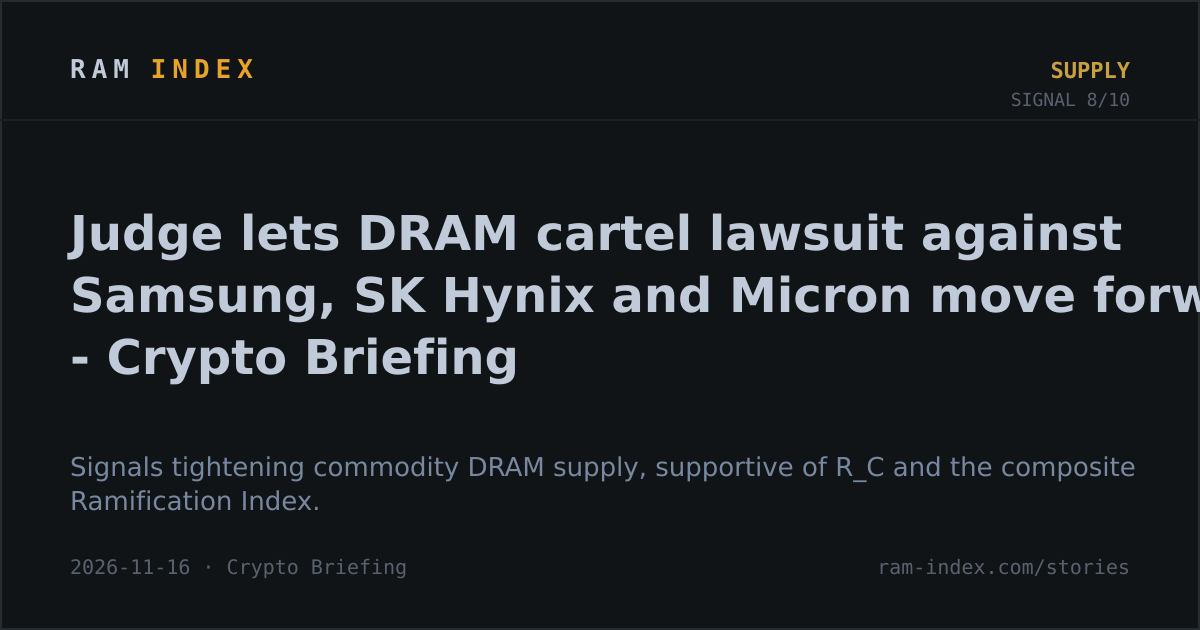 RAM INDEX
SUPPLY
SIGNAL 8/10
Judge lets DRAM cartel lawsuit against
Samsung, SK Hynix and Micron move forw
- Crypto Briefing
Signals tightening commodity DRAM supply, supportive of R_C and the composite
Ramification Index.
2026-11-16 · Crypto Briefing
ram-index.com/stories